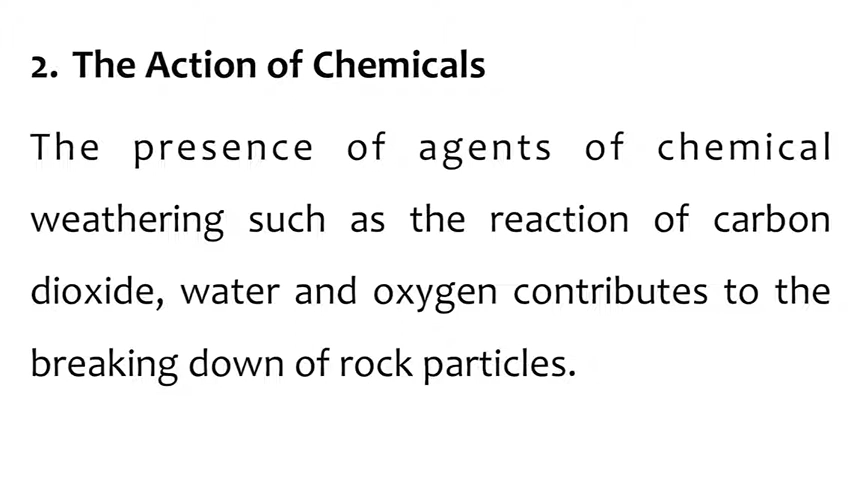 2. The Action of Chemicals
The presence of agents of chemical
weathering such as the reaction of carbon
dioxide, water and oxygen contributes to the
breaking down of rock particles.